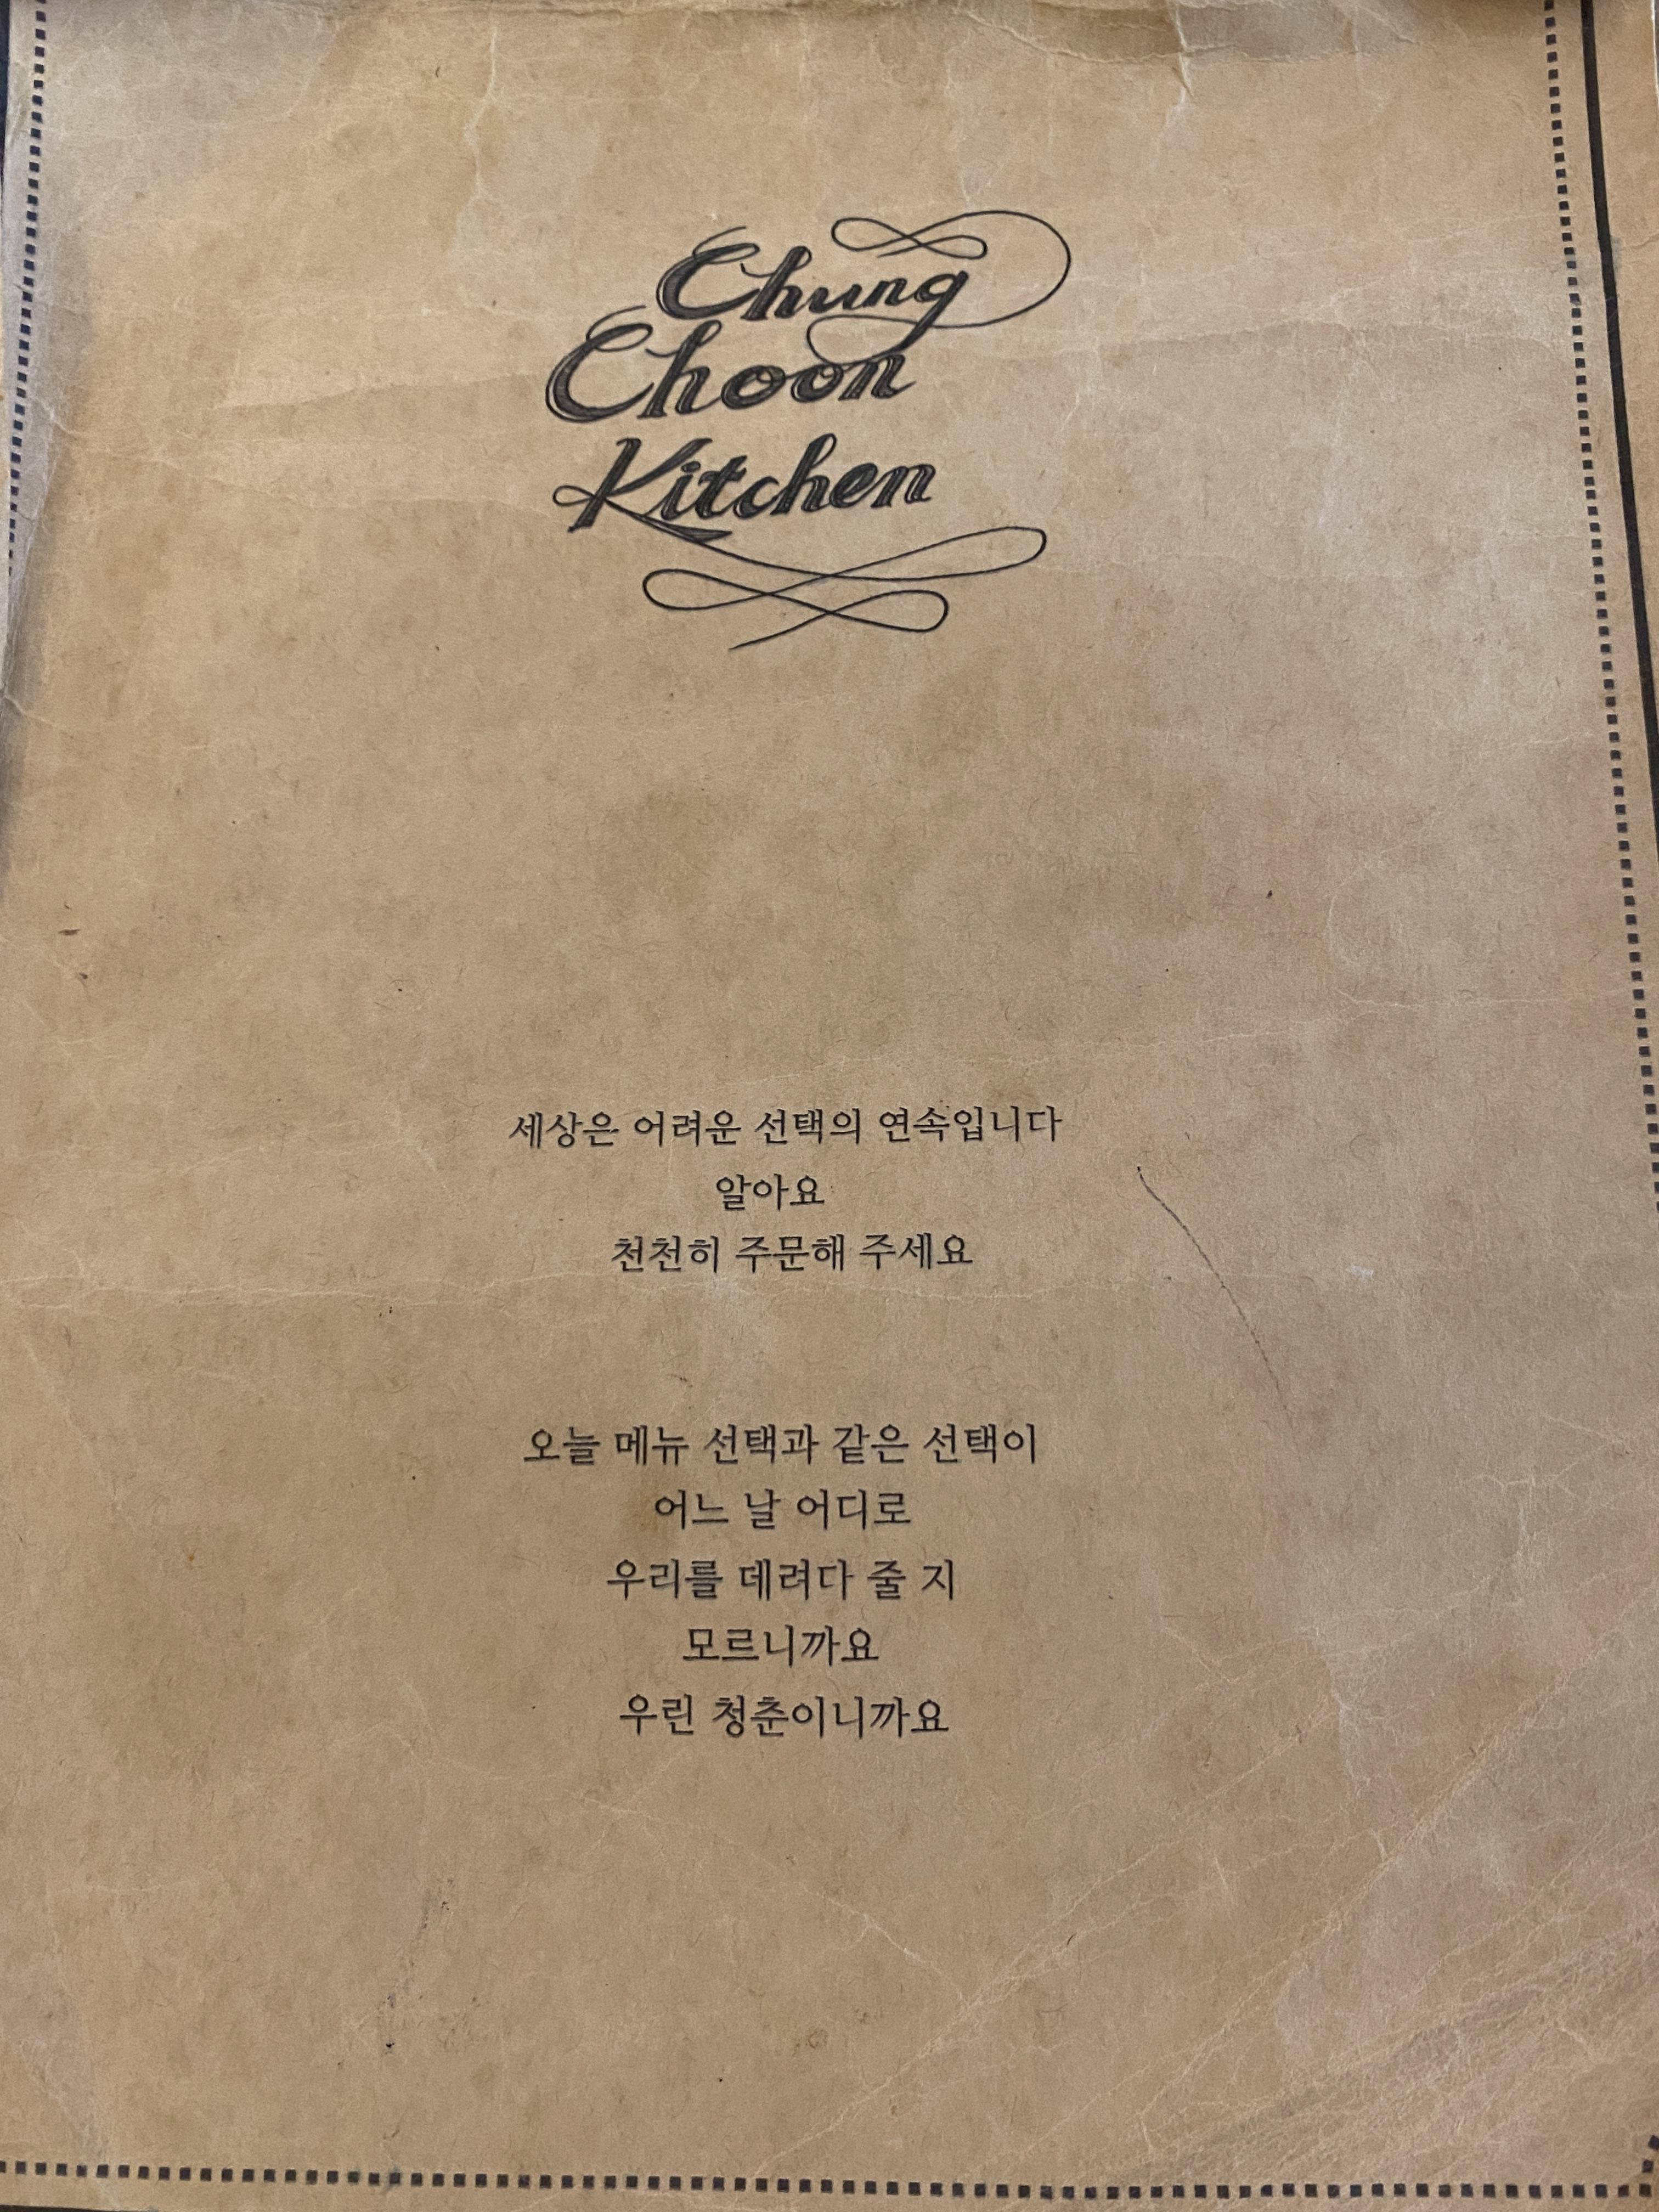 Chung
Choon
Kitchen
세상은 어려운 선택의 연속입니다
알아요
천천히 주문해 주세요
오늘 메뉴 선택과 같은 선택이
어느 날 어디로
우리를 데려다 줄 지
모르니까요
우린 청춘이니까요